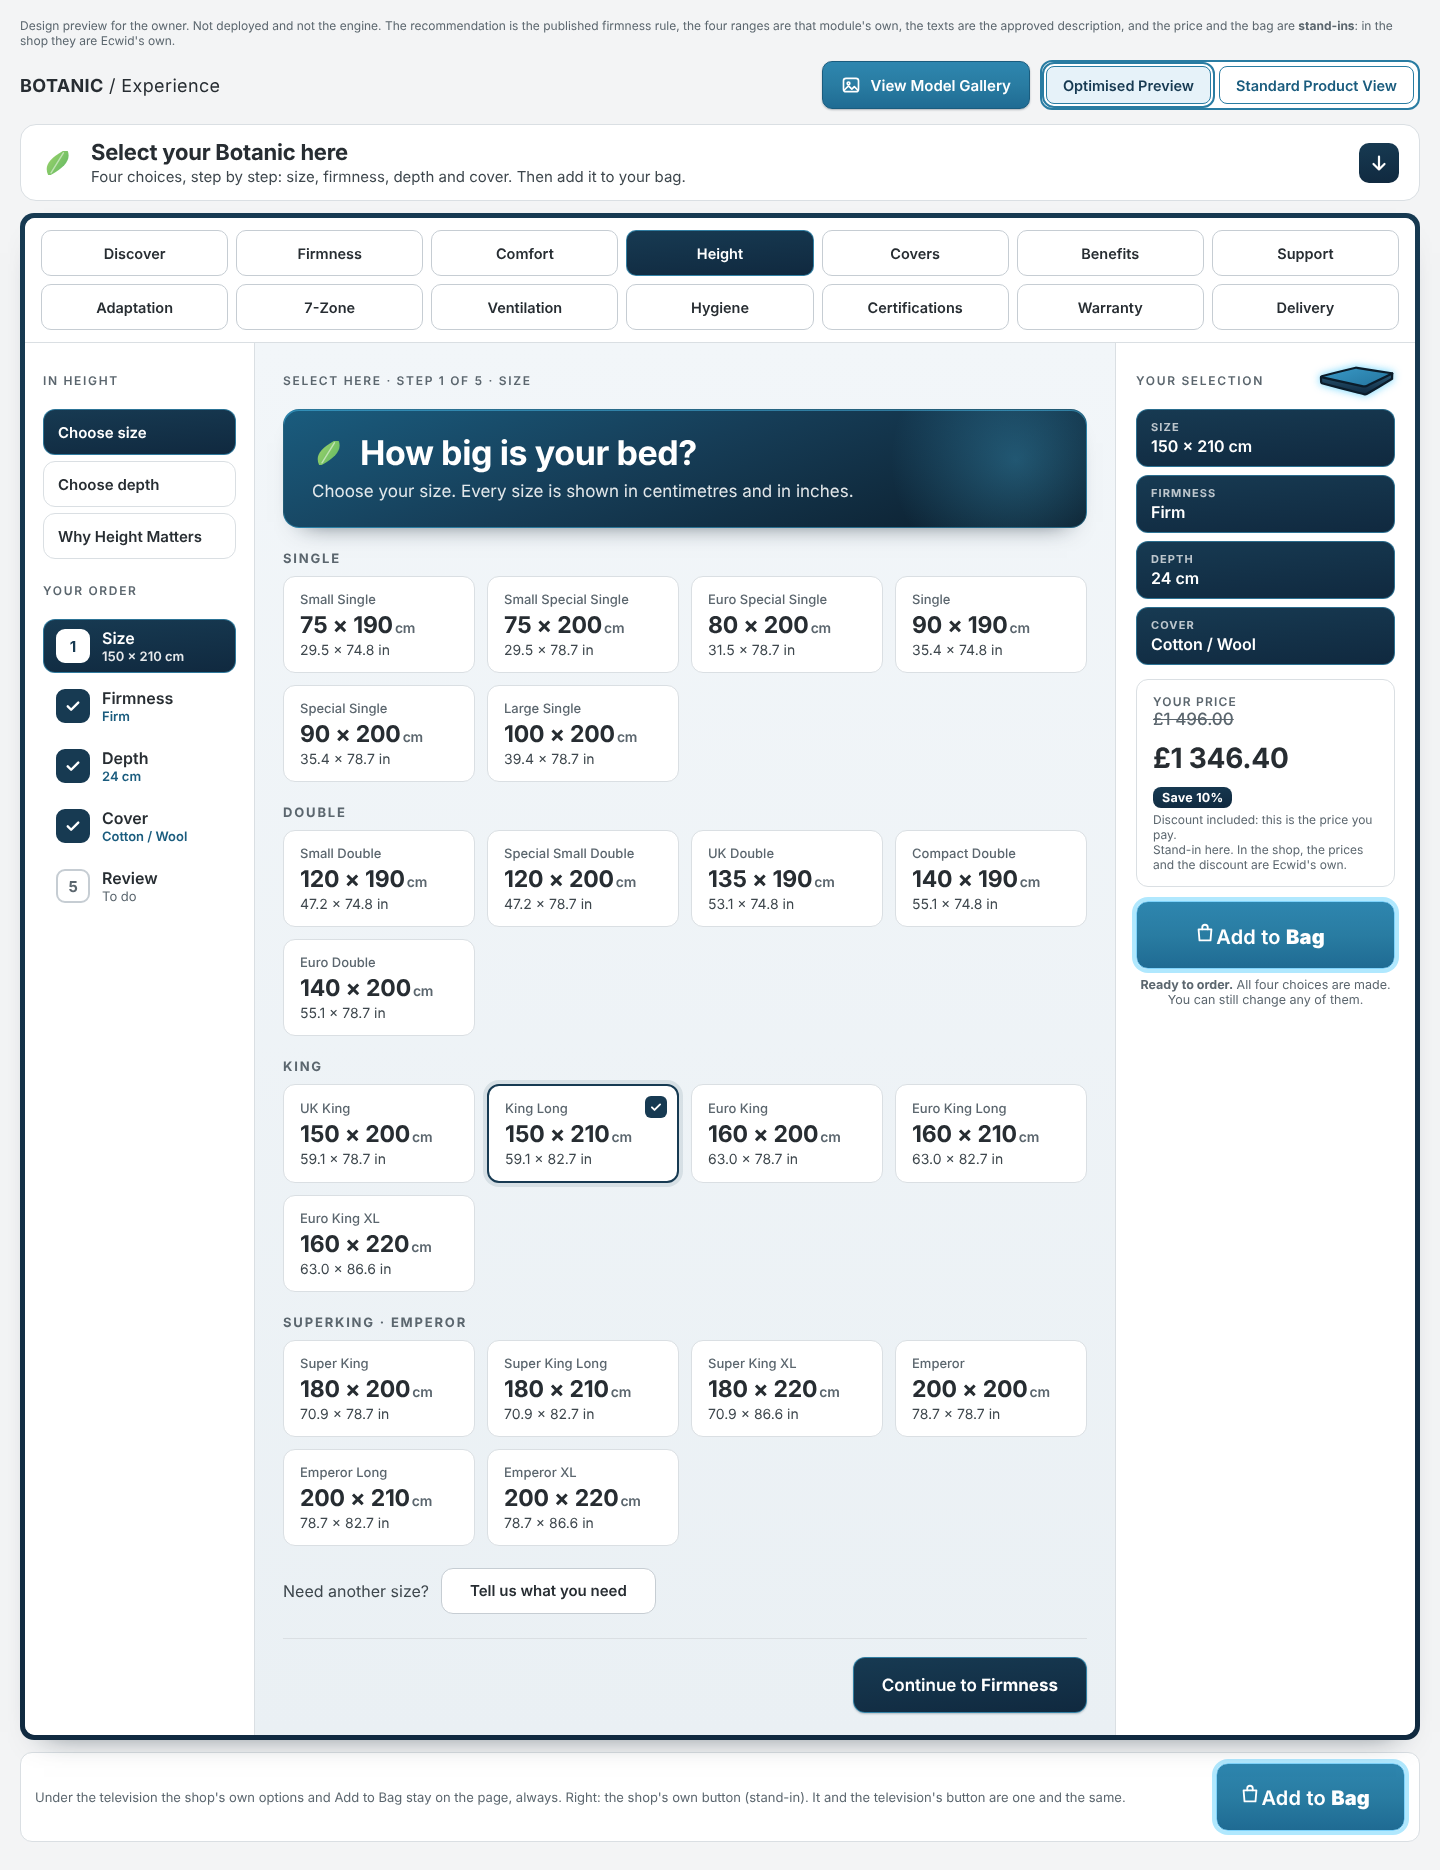 Design preview for the owner. Not deployed and not the engine. The recommendation is the published firmness rule, the four ranges are that module's own, the texts are the approved description, and the price and the bag are stand-ins: in the
shop they are Ecwid's own.
BOTANIC / Experience
View Model Gallery
Optimised Preview
Standard Product View
Select your Botanic here
Four choices, step by step: size, firmness, depth and cover. Then add it to your bag.
Discover
Firmness
Comfort
Height
Covers
Benefits
Support
Adaptation
7-Zone
Ventilation
Hygiene
Certifications
Warranty
Delivery
IN HEIGHT
Choose size
Choose depth
Why Height Matters
YOUR ORDER
1
Size
150 × 210 cm
Firmness
Firm
Depth
24 cm
Cover
Cotton / Wool
5
Review
To do
SELECT HERE · STEP 1 OF 5 · SIZE
How big is your bed?
Choose your size. Every size is shown in centimetres and in inches.
SINGLE
Small Single
75 × 190 cm
29.5 × 74.8 in
Small Special Single
75 × 200 cm
29.5 × 78.7 in
Euro Special Single
80 × 200 cm
31.5 × 78.7 in
Single
90 × 190 cm
35.4 × 74.8 in
Special Single
90 × 200 cm
35.4 × 78.7 in
Large Single
100 × 200 cm
39.4 × 78.7 in
DOUBLE
Small Double
120 × 190 cm
47.2 × 74.8 in
Special Small Double
120 × 200 cm
47.2 × 78.7 in
UK Double
135 × 190 cm
53.1 × 74.8 in
Compact Double
140 × 190 cm
55.1 × 74.8 in
Euro Double
140 × 200 cm
55.1 × 78.7 in
KING
UK King
150 × 200 cm
59.1 × 78.7 in
King Long
150 × 210 cm
59.1 × 82.7 in
Euro King
160 × 200 cm
63.0 × 78.7 in
Euro King Long
160 × 210 cm
63.0 × 82.7 in
Euro King XL
160 × 220 cm
63.0 × 86.6 in
SUPERKING · EMPEROR
Super King
180 × 200 cm
70.9 × 78.7 in
Super King Long
180 × 210 cm
70.9 × 82.7 in
Super King XL
180 × 220 cm
70.9 × 86.6 in
Emperor
200 × 200 cm
78.7 × 78.7 in
Emperor Long
200 × 210 cm
78.7 × 82.7 in
Emperor XL
200 × 220 cm
78.7 × 86.6 in
Need another size?
Tell us what you need
Continue to Firmness
YOUR SELECTION
SIZE
150 × 210 cm
FIRMNESS
Firm
DEPTH
24 cm
COVER
Cotton / Wool
YOUR PRICE
£1 496.00
£1 346.40
Save 10%
Discount included: this is the price you
pay.
Stand-in here. In the shop, the prices
and the discount are Ecwid's own.
Add to Bag
Ready to order. All four choices are made.
You can still change any of them.
Under the television the shop's own options and Add to Bag stay on the page, always. Right: the shop's own button (stand-in). It and the television's button are one and the same.
Add to Bag